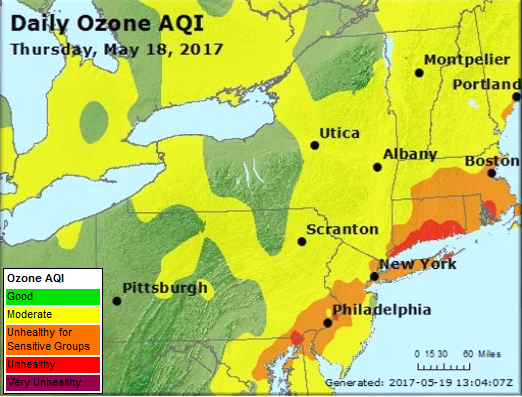 Daily Ozone AQI
Thursday, May 18, 2017
Montpelier
Portland
Utica
Albany
Boston
Scranton
New York
Pittsburgh
Philadelphia
Ozone AQI
Good
Moderate
Unhealthy for
Sensitive Groups
Unhealthy
Very Unhealthy
0 15 30 60 Miles
Generated: 2017-05-19 13:04:07Z